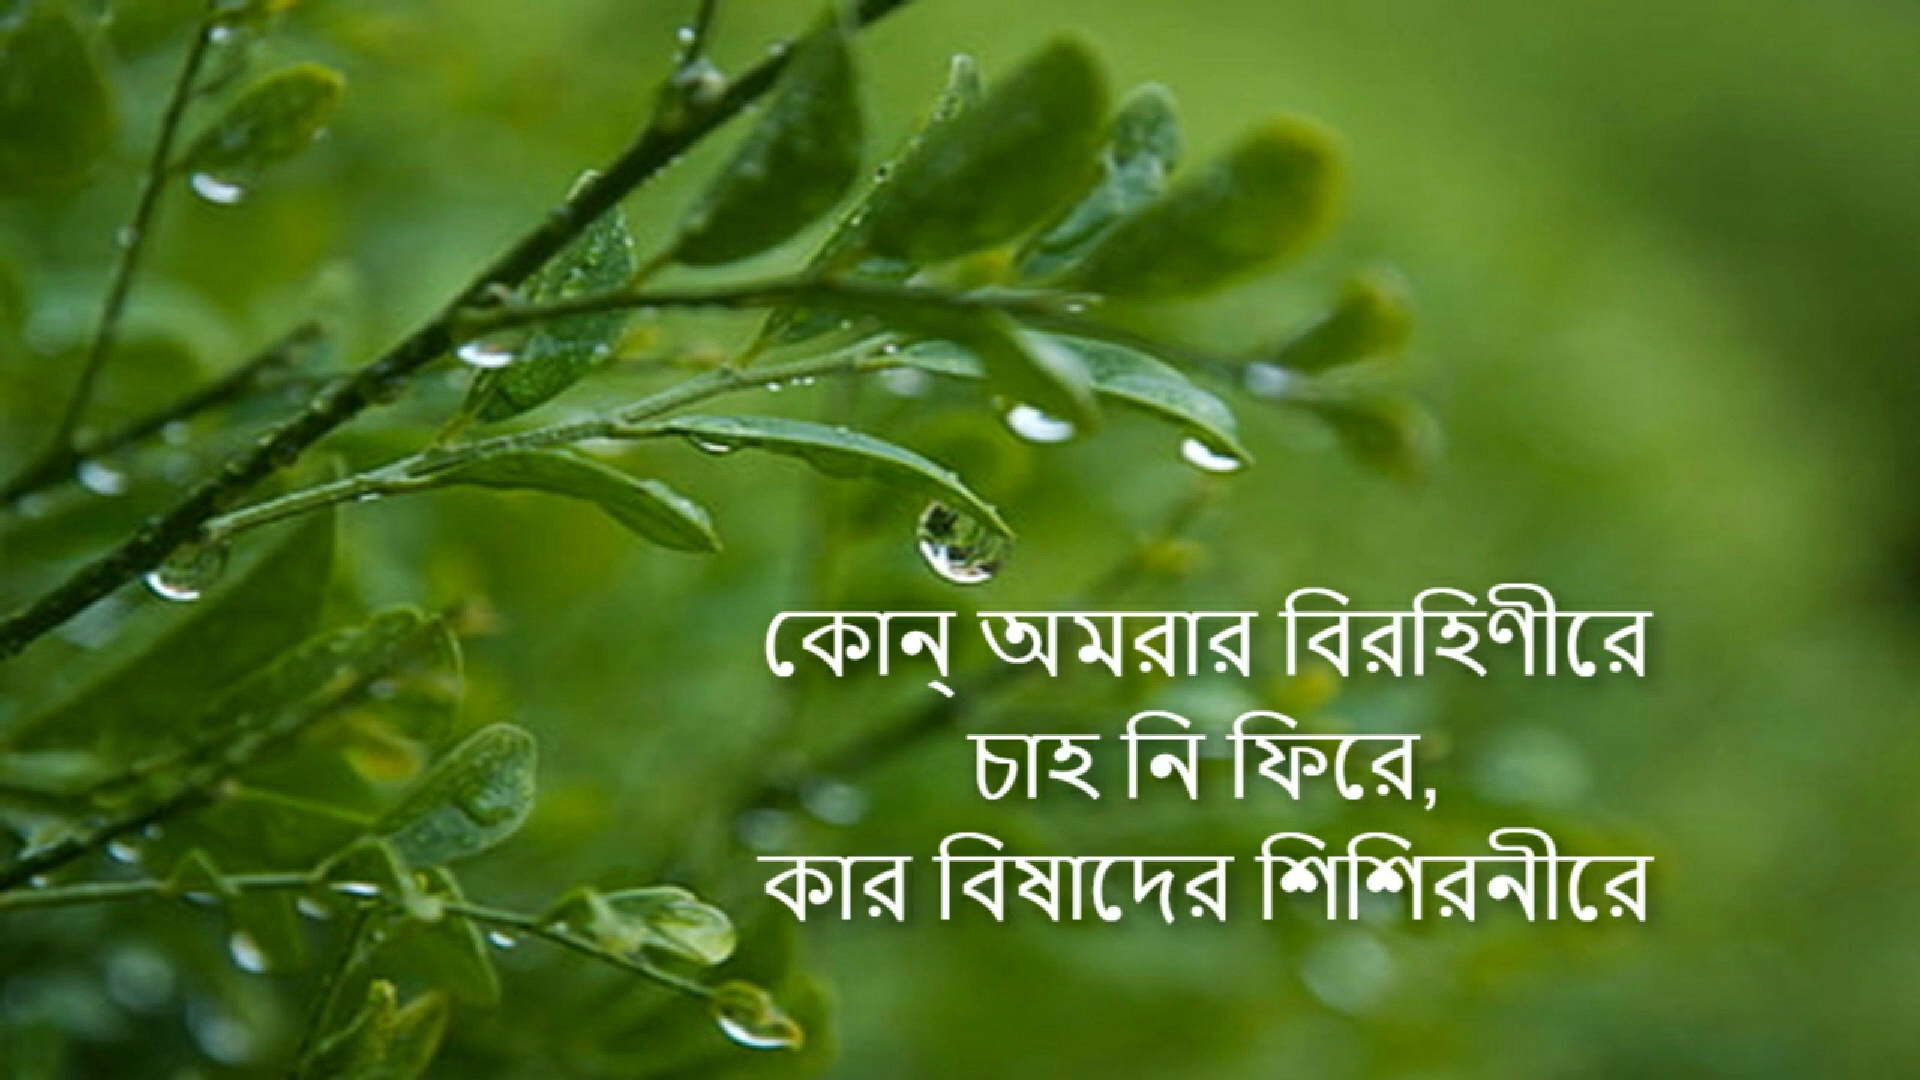 কোন্ অমরার বিরহিণীরে
চাহ নি ফিরে,
কার বিষাদের শিশিরনীরে